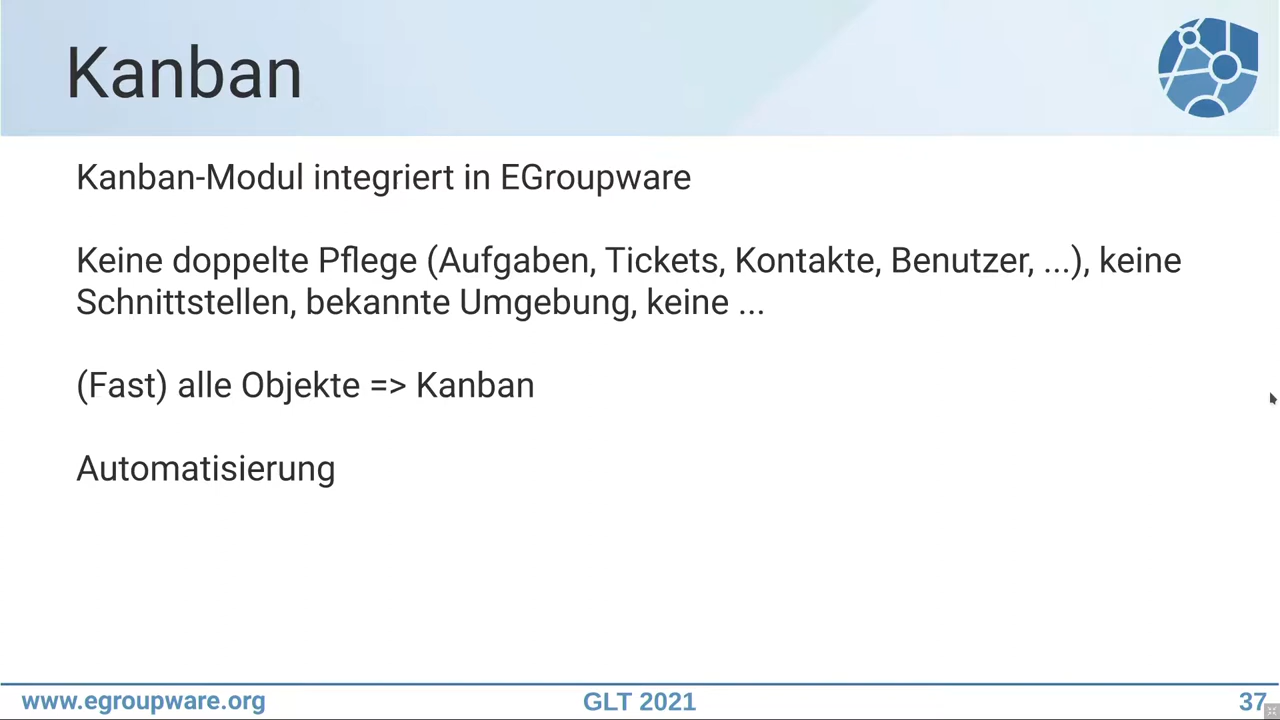 Kanban
Kanban-Modul integriert in EGroupware
Keine doppelte Pflege (Aufgaben, Tickets, Kontakte, Benutzer, ...), keine
Schnittstellen, bekannte Umgebung, keine ...
(Fast) alle Objekte => Kanban
Automatisierung
www.egroupware.org
GLT 2021
37